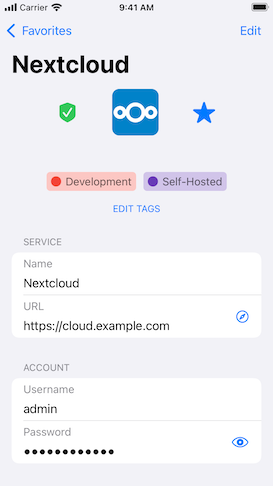 Carrier 9:41 AM
Favorites Edit
Nextcloud
Development Self-Hosted
EDIT TAGS
SERVICE
Name
Nextcloud
URL
https://cloud.example.com
ACCOUNT
Username
admin
Password
••••••••••••